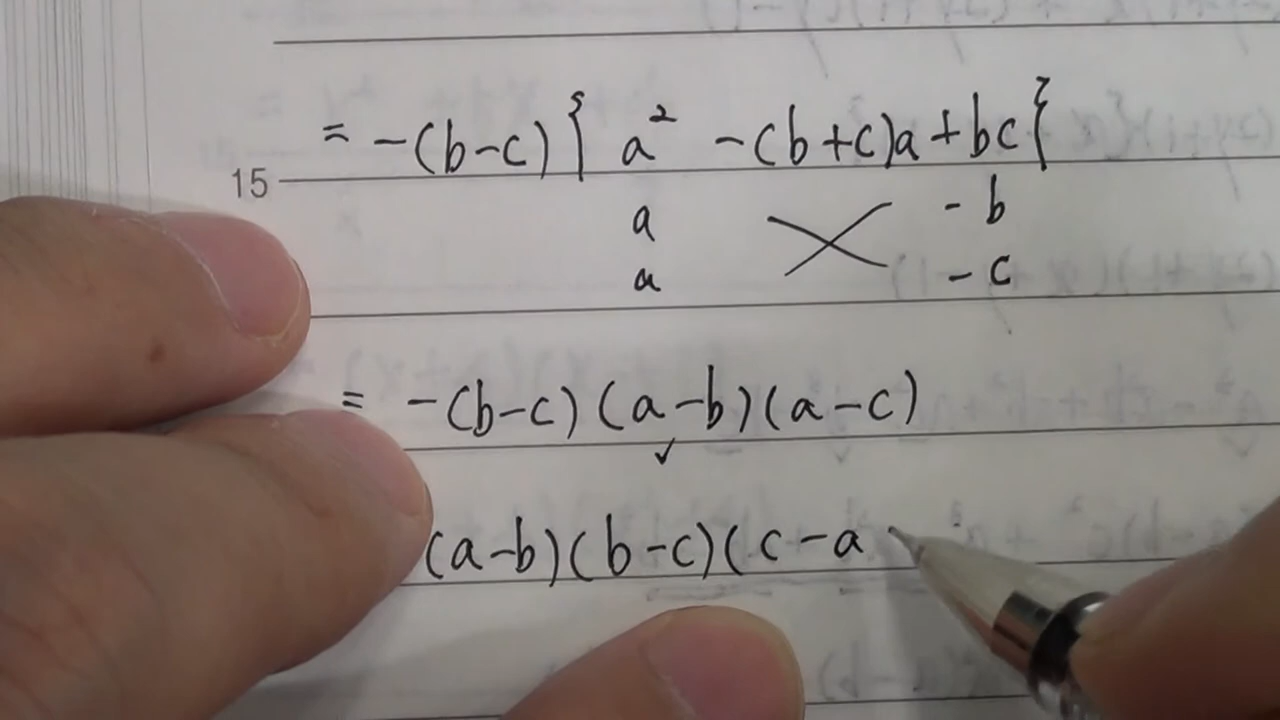 = -(b-c){ a² -(b+c)a+bc}
15
a -b
a -c
= -(b-c)(a-b)(a-c)
✓
(a-b)(b-c)(c-a